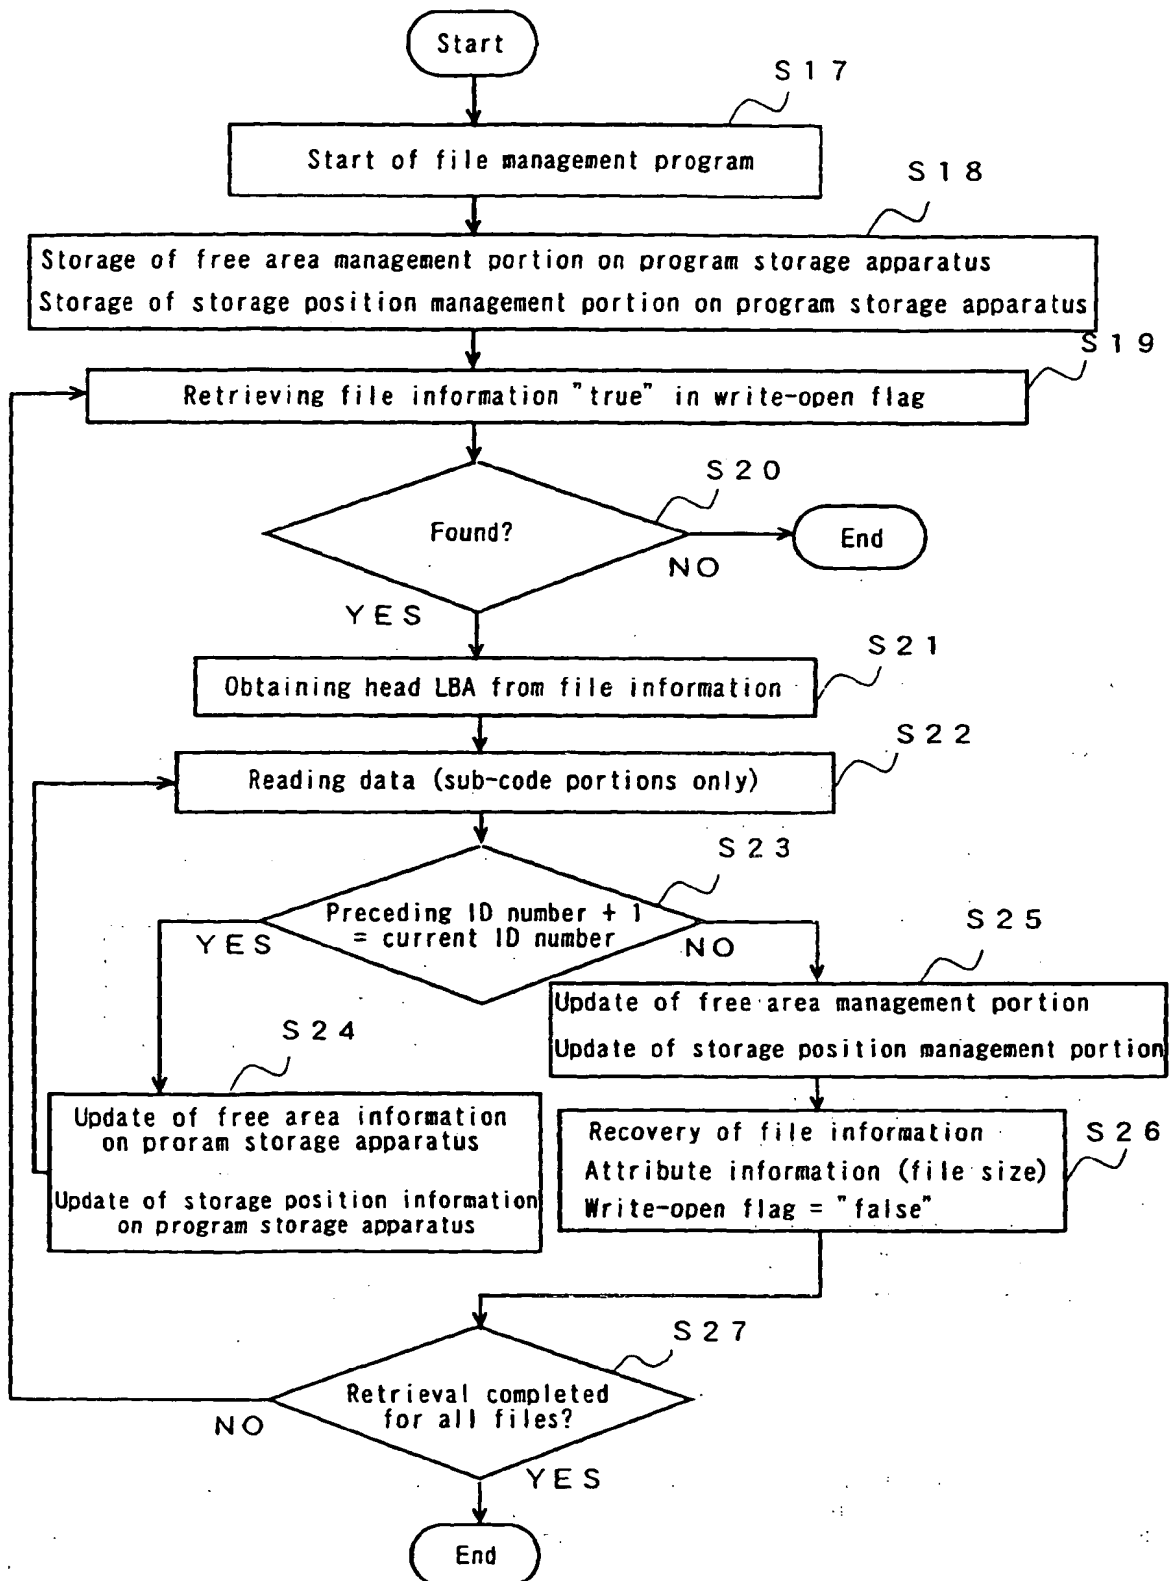 Start
S17
Start of file management program
S18
Storage of free area management portion on program storage apparatus
Storage of storage position management portion on program storage apparatus
S19
Retrieving file information "true" in write-open flag
S20
Found?
End
NO
YES
S21
Obtaining head LBA from file information
S22
Reading data (sub-code portions only)
S23
Preceding ID number + 1
= current ID number
YES
NO
S25
Update of free area management portion
Update of storage position management portion
S24
Update of free area information
on proram storage apparatus
Update of storage position information
on program storage apparatus
Recovery of file information
Attribute information (file size)
Write-open flag = "false"
S26
S27
Retrieval completed
for all files?
NO
YES
End